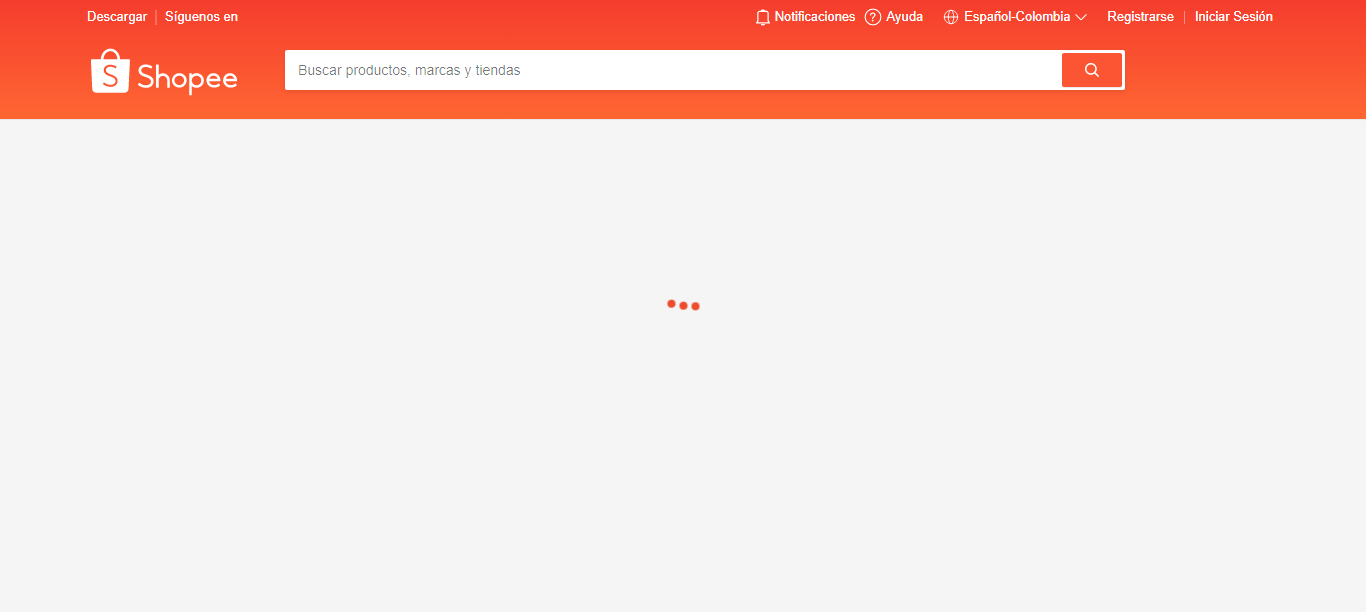 Descargar Síguenos en
Notificaciones Ayuda Español-Colombia Registrarse Iniciar Sesión
S Shopee
Buscar productos, marcas y tiendas